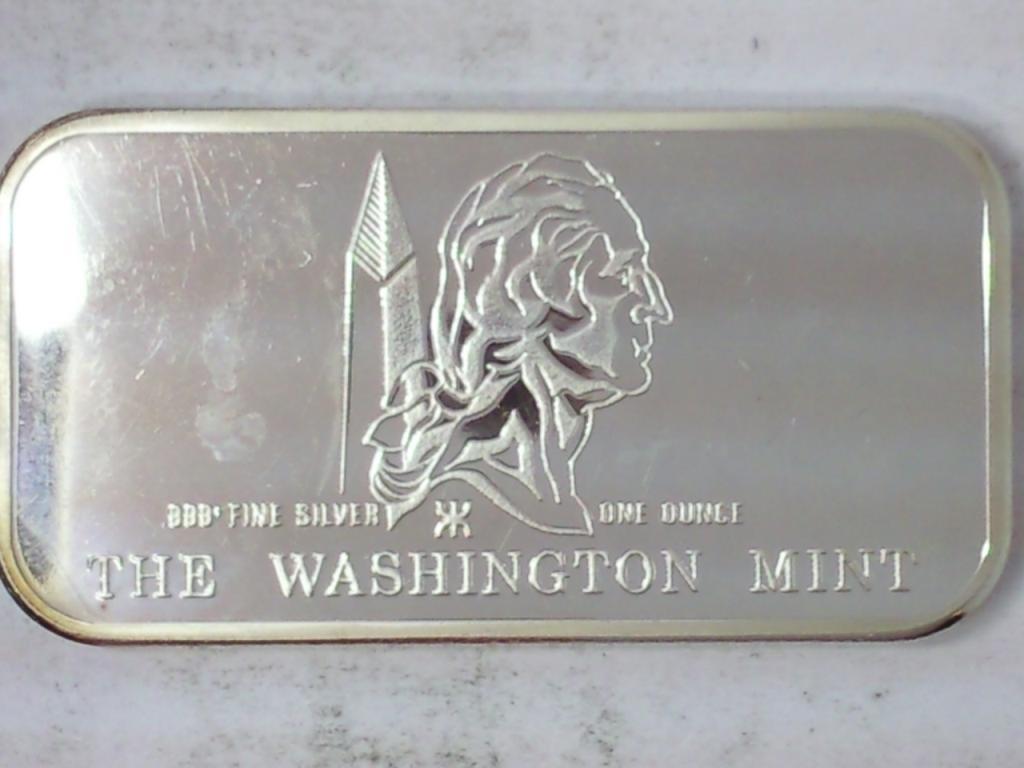 999+ FINE SILVER ONE OUNCE
THE WASHINGTON MINT